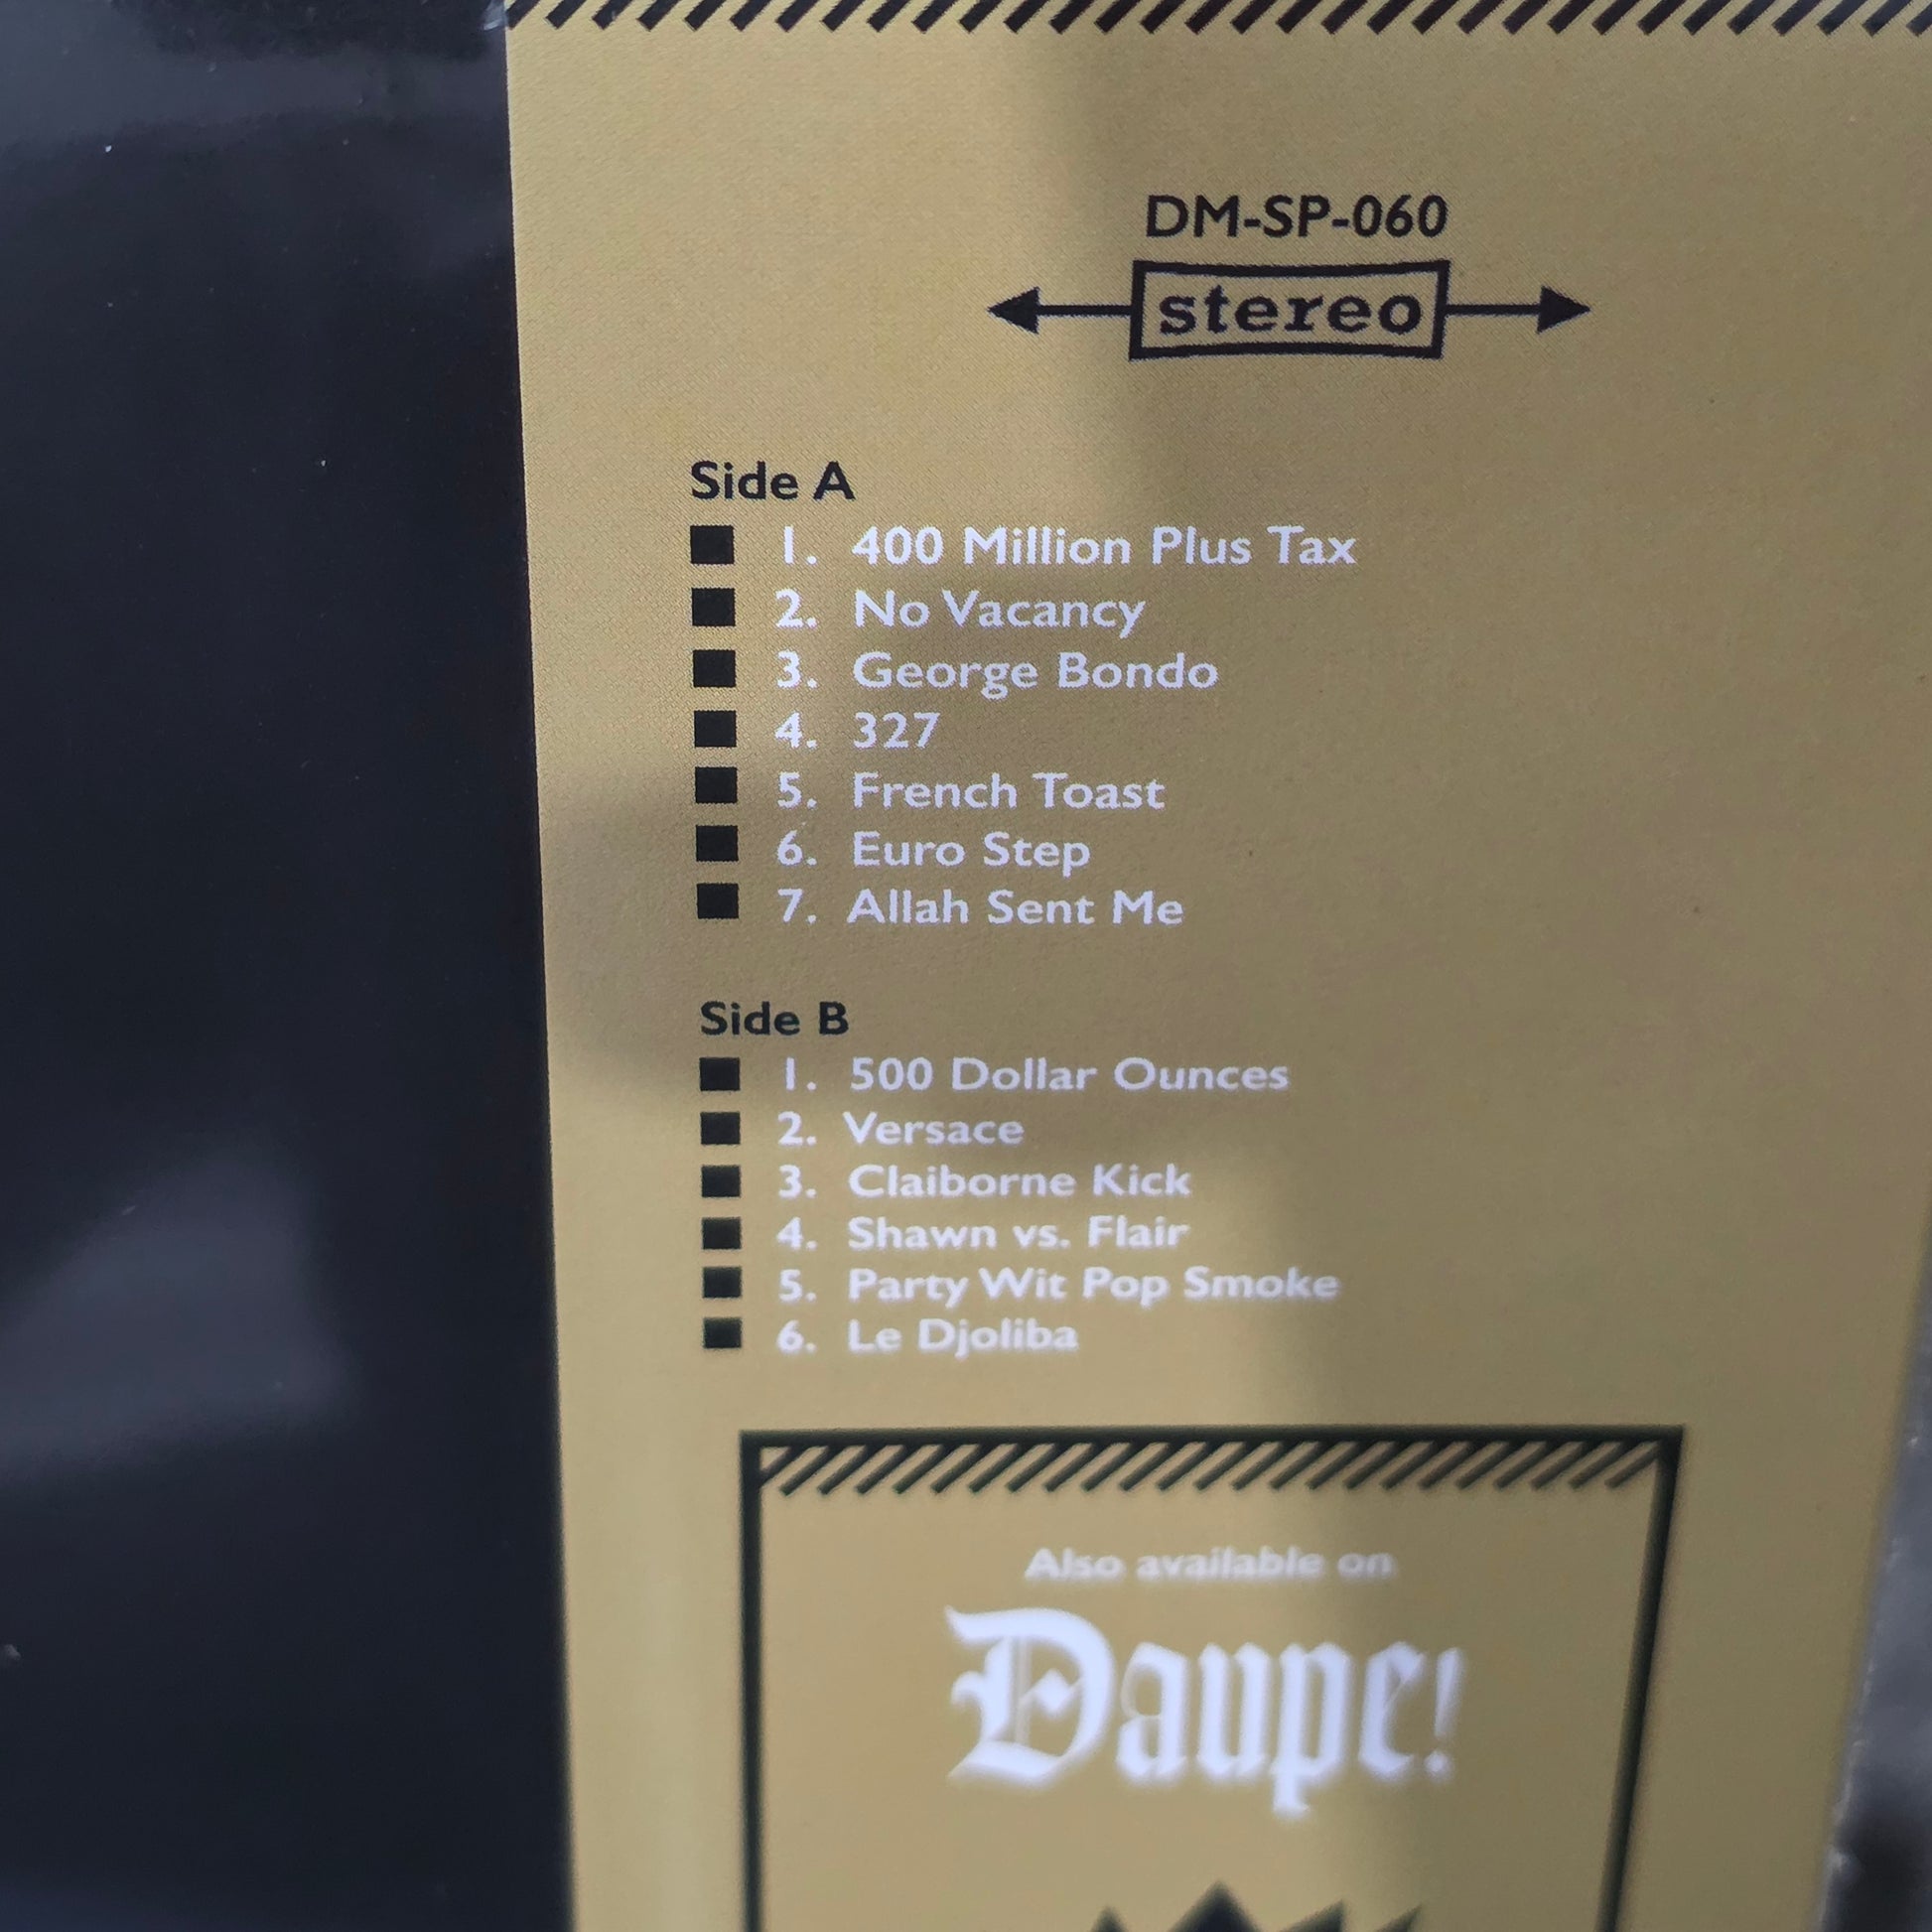 DM-SP-060
stereo
Side A
1. 400 Million Plus Tax
2. No Vacancy
3. George Bondo
4. 327
5. French Toast
6. Euro Step
7. Allah Sent Me
Side B
1. 500 Dollar Ounces
2. Versace
3. Claiborne Kick
4. Shawn vs. Flair
5. Party Wit Pop Smoke
6. Le Djoliba
Also available on
Daupe!